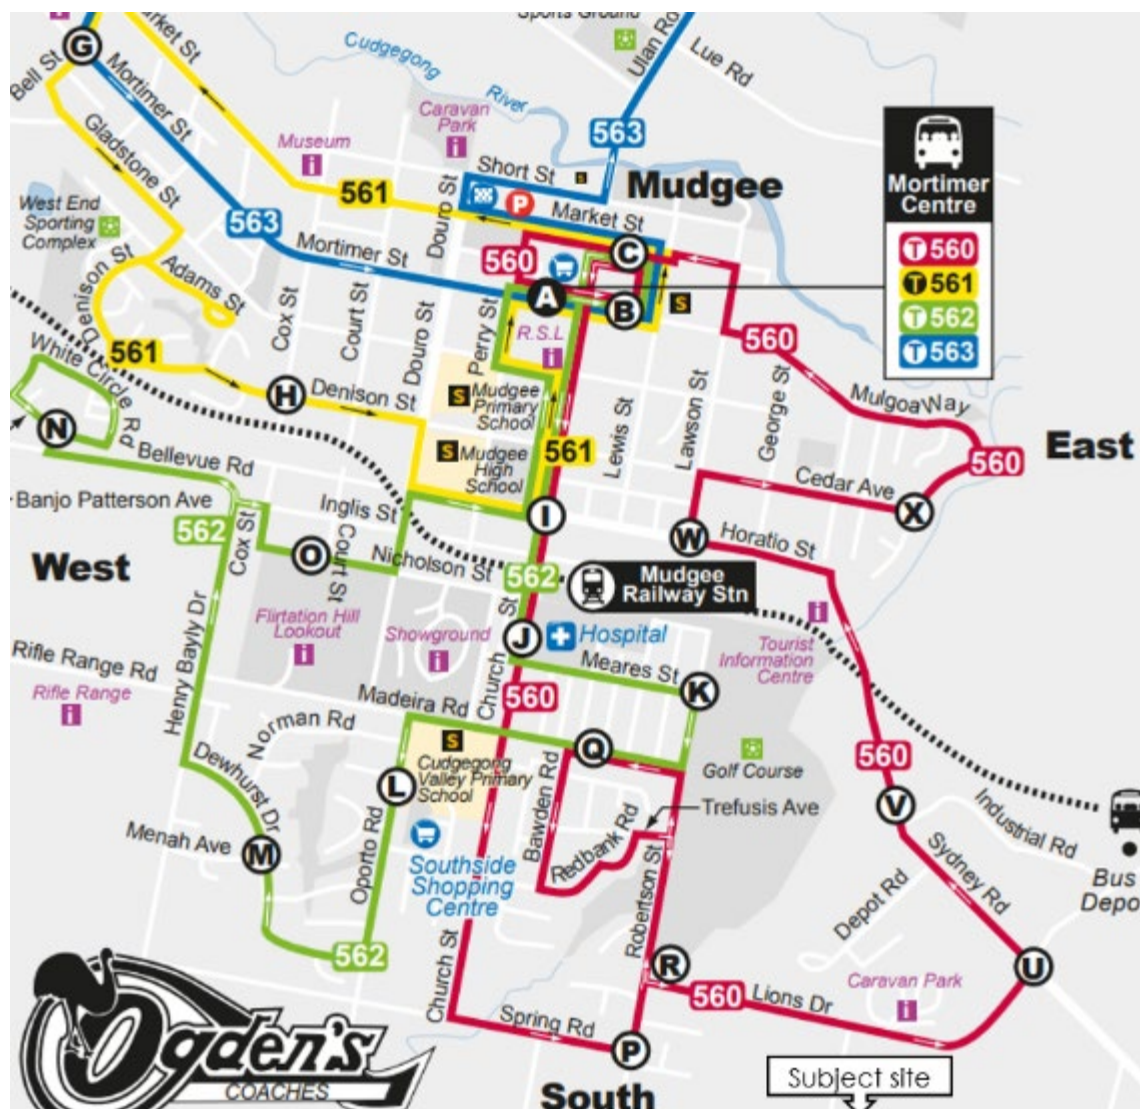 Sports Ground
Ulan Rd
Lue Rd
Market St
G
Bell St
Mortimer St
Cudgegong
River
Caravan
Park
Museum
563
Gladstone St
Short St
Mudgee
Mortimer
Centre
T 560
T 561
T 562
T 563
West End
Sporting
Complex
561
P
Market St
563
Douro St
Mortimer St
560
C
Denison St
Adams St
A
B
S
Cox St
Court St
Douro St
Perry St
R.S.L
560
561
White Circle
Rd
H
Denison St
S
Mudgee
Primary
School
Lewis St
Lawson St
George St
Mulgoa Way
N
S
Mudgee
High
School
561
560
East
Bellevue Rd
Cedar Ave
X
Banjo Patterson Ave
Inglis St
I
W
Horatio St
562
Cox St
O
Court St
Nicholson St
562
Mudgee
Railway Stn
West
Henry Bayly Dr
Flirtation Hill
Lookout
Showground
Church St
J
Hospital
Meares St
Tourist
Information
Centre
Rifle Range Rd
Rifle Range
K
560
Madeira Rd
Norman Rd
S
Cudgegong
Valley Primary
School
Q
Golf Course
560
Dewhurst Dr
L
Bawden Rd
Redbank Rd
Trefusis Ave
V
Industrial Rd
Menah Ave
M
Oporto Rd
Southside
Shopping
Centre
Robertson St
Sydney Rd
Depot Rd
Bus
Depo
562
Church St
R
560
Lions Dr
Caravan Park
U
Spring Rd
P
Ogden's
COACHES
South
Subject site